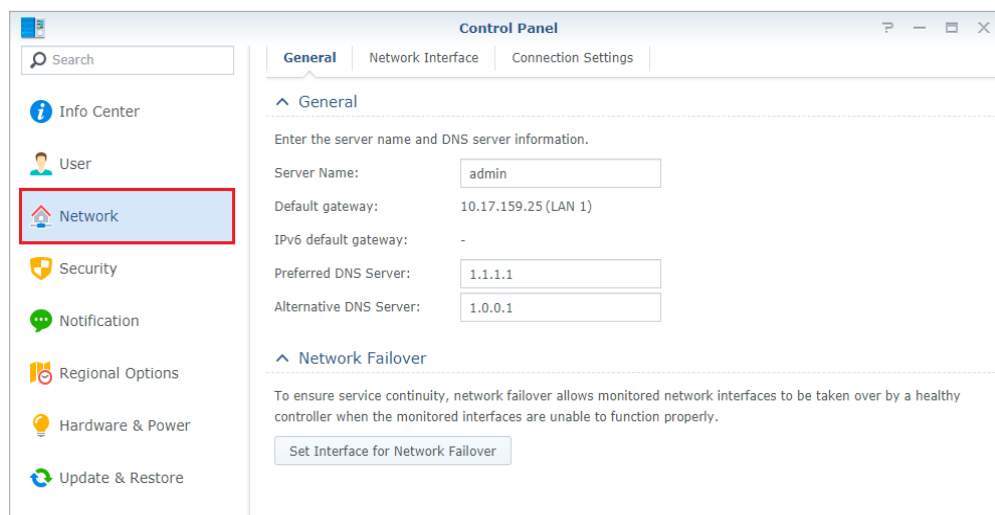 Control Panel
Search
General Network Interface Connection Settings
Info Center
User
Network
Security
Notification
Regional Options
Hardware & Power
Update & Restore
General
Enter the server name and DNS server information.
Server Name: admin
Default gateway: 10.17.159.25 (LAN 1)
IPv6 default gateway: -
Preferred DNS Server: 1.1.1.1
Alternative DNS Server: 1.0.0.1
Network Failover
To ensure service continuity, network failover allows monitored network interfaces to be taken over by a healthy
controller when the monitored interfaces are unable to function properly.
Set Interface for Network Failover